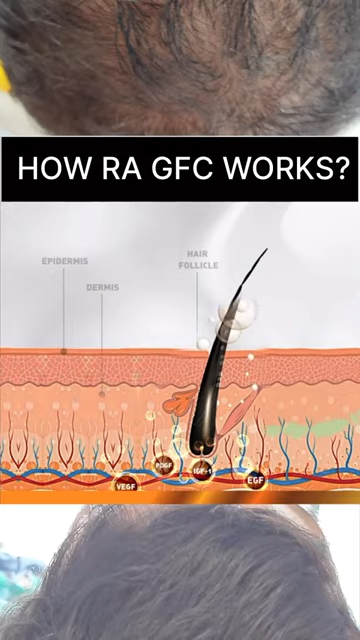 HOW RA GFC WORKS?
EPIDERMIS
HAIR
FOLLICLE
DERMIS
PDGF
IGF-1
VEGF
EGF